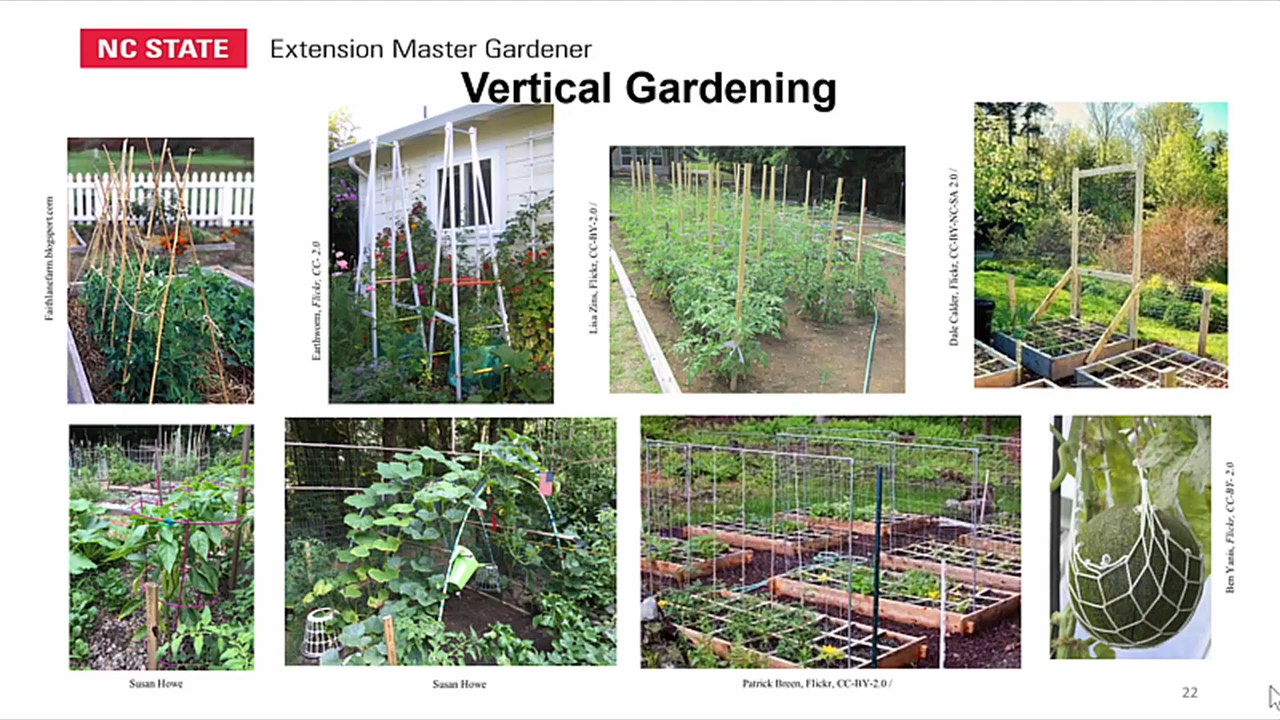 NC STATE Extension Master Gardener
Vertical Gardening
Faithlanefarm.blogspot.com
Earthworm, Flickr, CC- 2.0
Lisa Zins, Flickr, CC-BY-2.0 /
Dale Calder, Flickr, CC-BY-NC-SA 2.0 /
Susan Howe
Susan Howe
Patrick Breen, Flickr, CC-BY-2.0 /
Ben Yanis, Flickr, CC-BY- 2.0
22